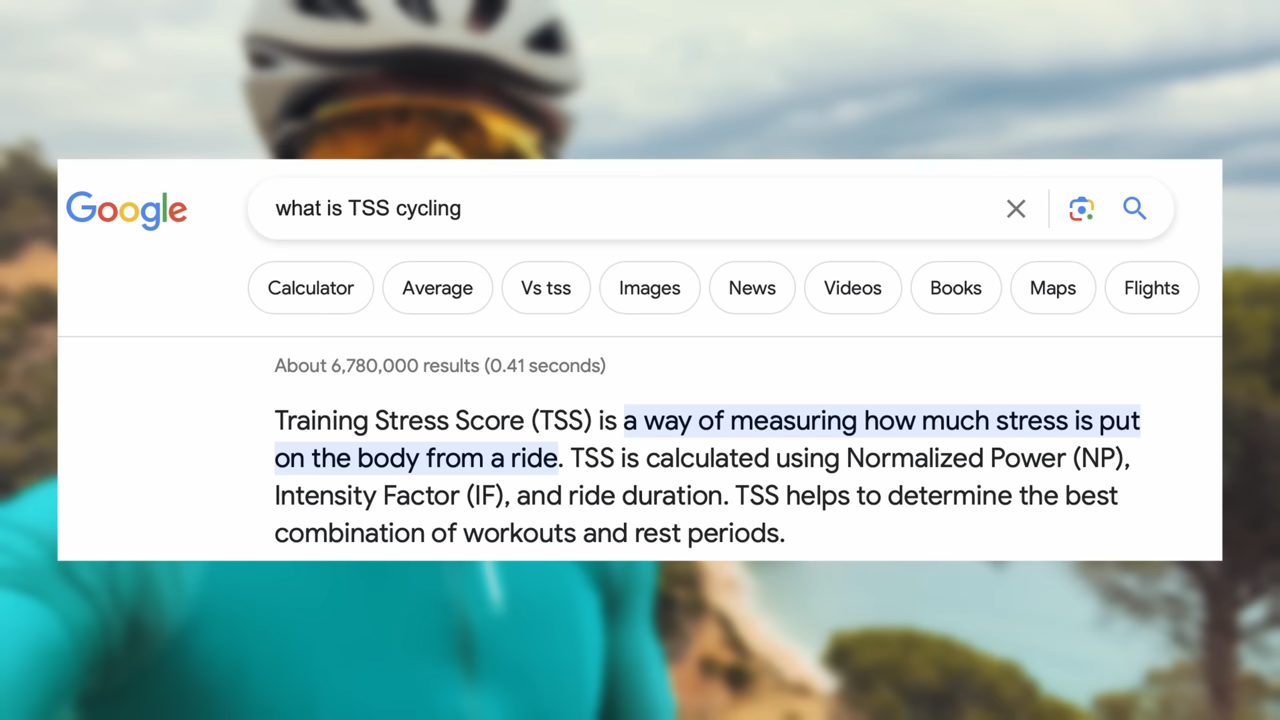 Google
what is TSS cycling
Calculator Average Vs tss Images News Videos Books Maps Flights
About 6,780,000 results (0.41 seconds)
Training Stress Score (TSS) is a way of measuring how much stress is put
on the body from a ride. TSS is calculated using Normalized Power (NP),
Intensity Factor (IF), and ride duration. TSS helps to determine the best
combination of workouts and rest periods.